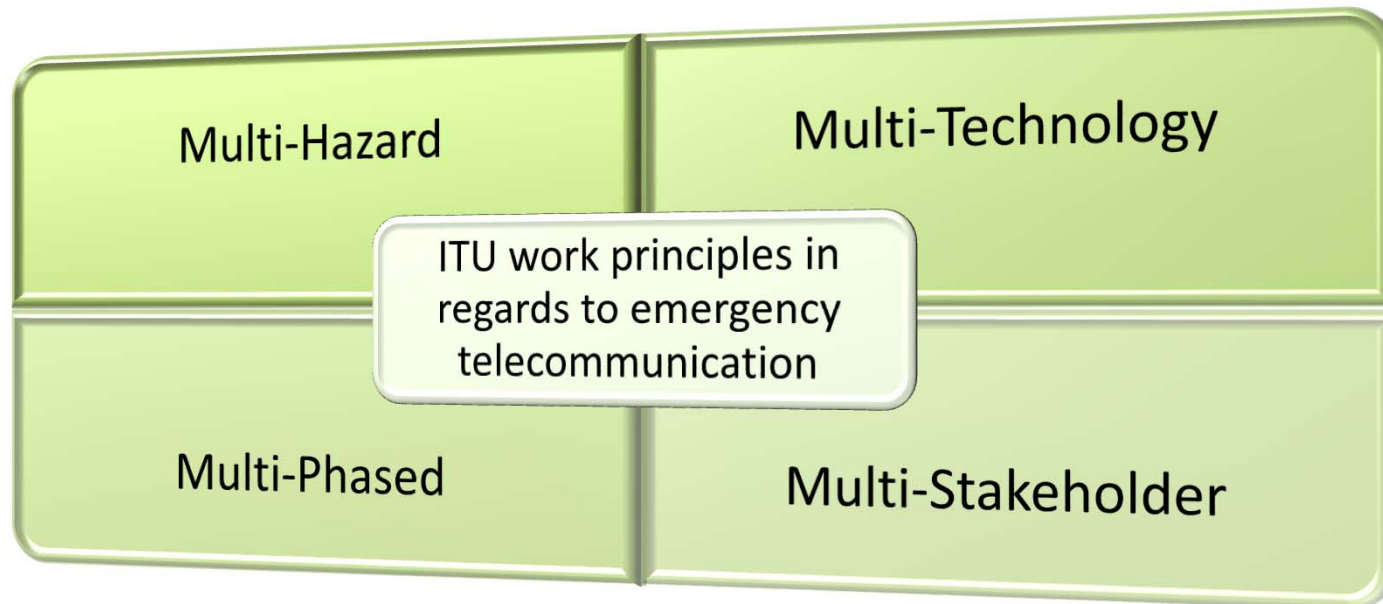 Multi-Hazard
Multi-Technology
ITU work principles in
regards to emergency
telecommunication
Multi-Phased
Multi-Stakeholder